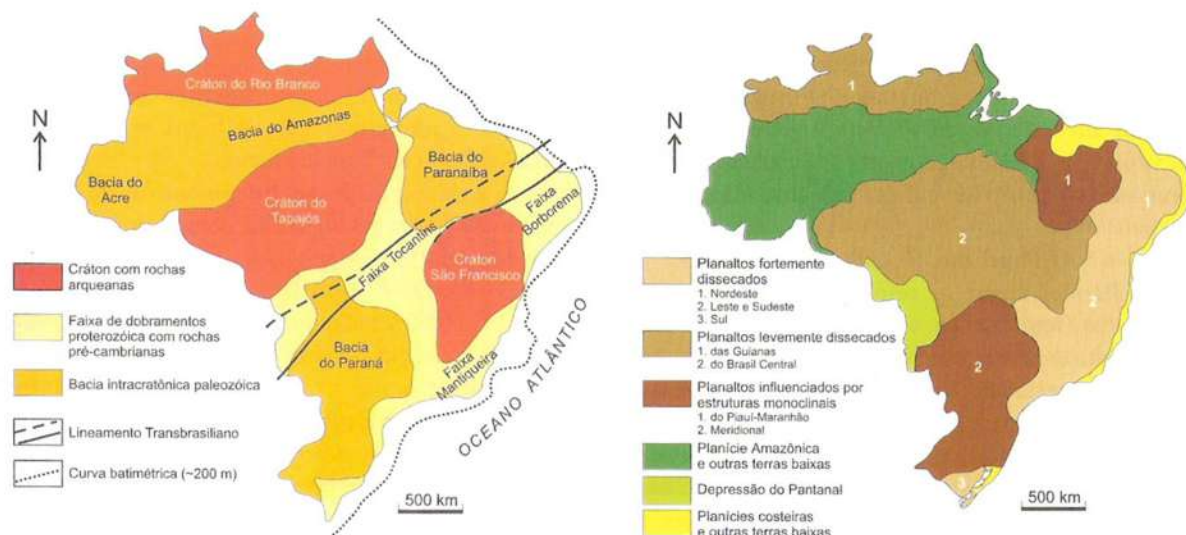 Cráton do Rio Branco
Bacia do Amazonas
N
Bacia do
Paranaíba
Bacia do
Acre
Cráton do
Tapajós
Faixa
Borborema
Faixa Tocantins
Cráton
São Francisco
Bacia
do Paraná
Faixa
Mantiqueira
OCEANO ATLÂNTICO
Cráton com rochas
arqueanas
Faixa de dobramentos
proterozóica com rochas
pré-cambrianas
Bacia intracratônica paleozóica
Lineamento Transbrasiliano
Curva batimétrica (~200 m)
500 km
1
N
1
1
2
2
2
3
Planaltos fortemente
dissecados
1. Nordeste
2. Leste e Sudeste
3. Sul
Planaltos levemente dissecados
1. das Guianas
2. do Brasil Central
Planaltos influenciados por
estruturas monoclinais
1. do Piauí-Maranhão
2. Meridional
Planície Amazônica
e outras terras baixas
Depressão do Pantanal
Planícies costeiras
e outras terras baixas
500 km